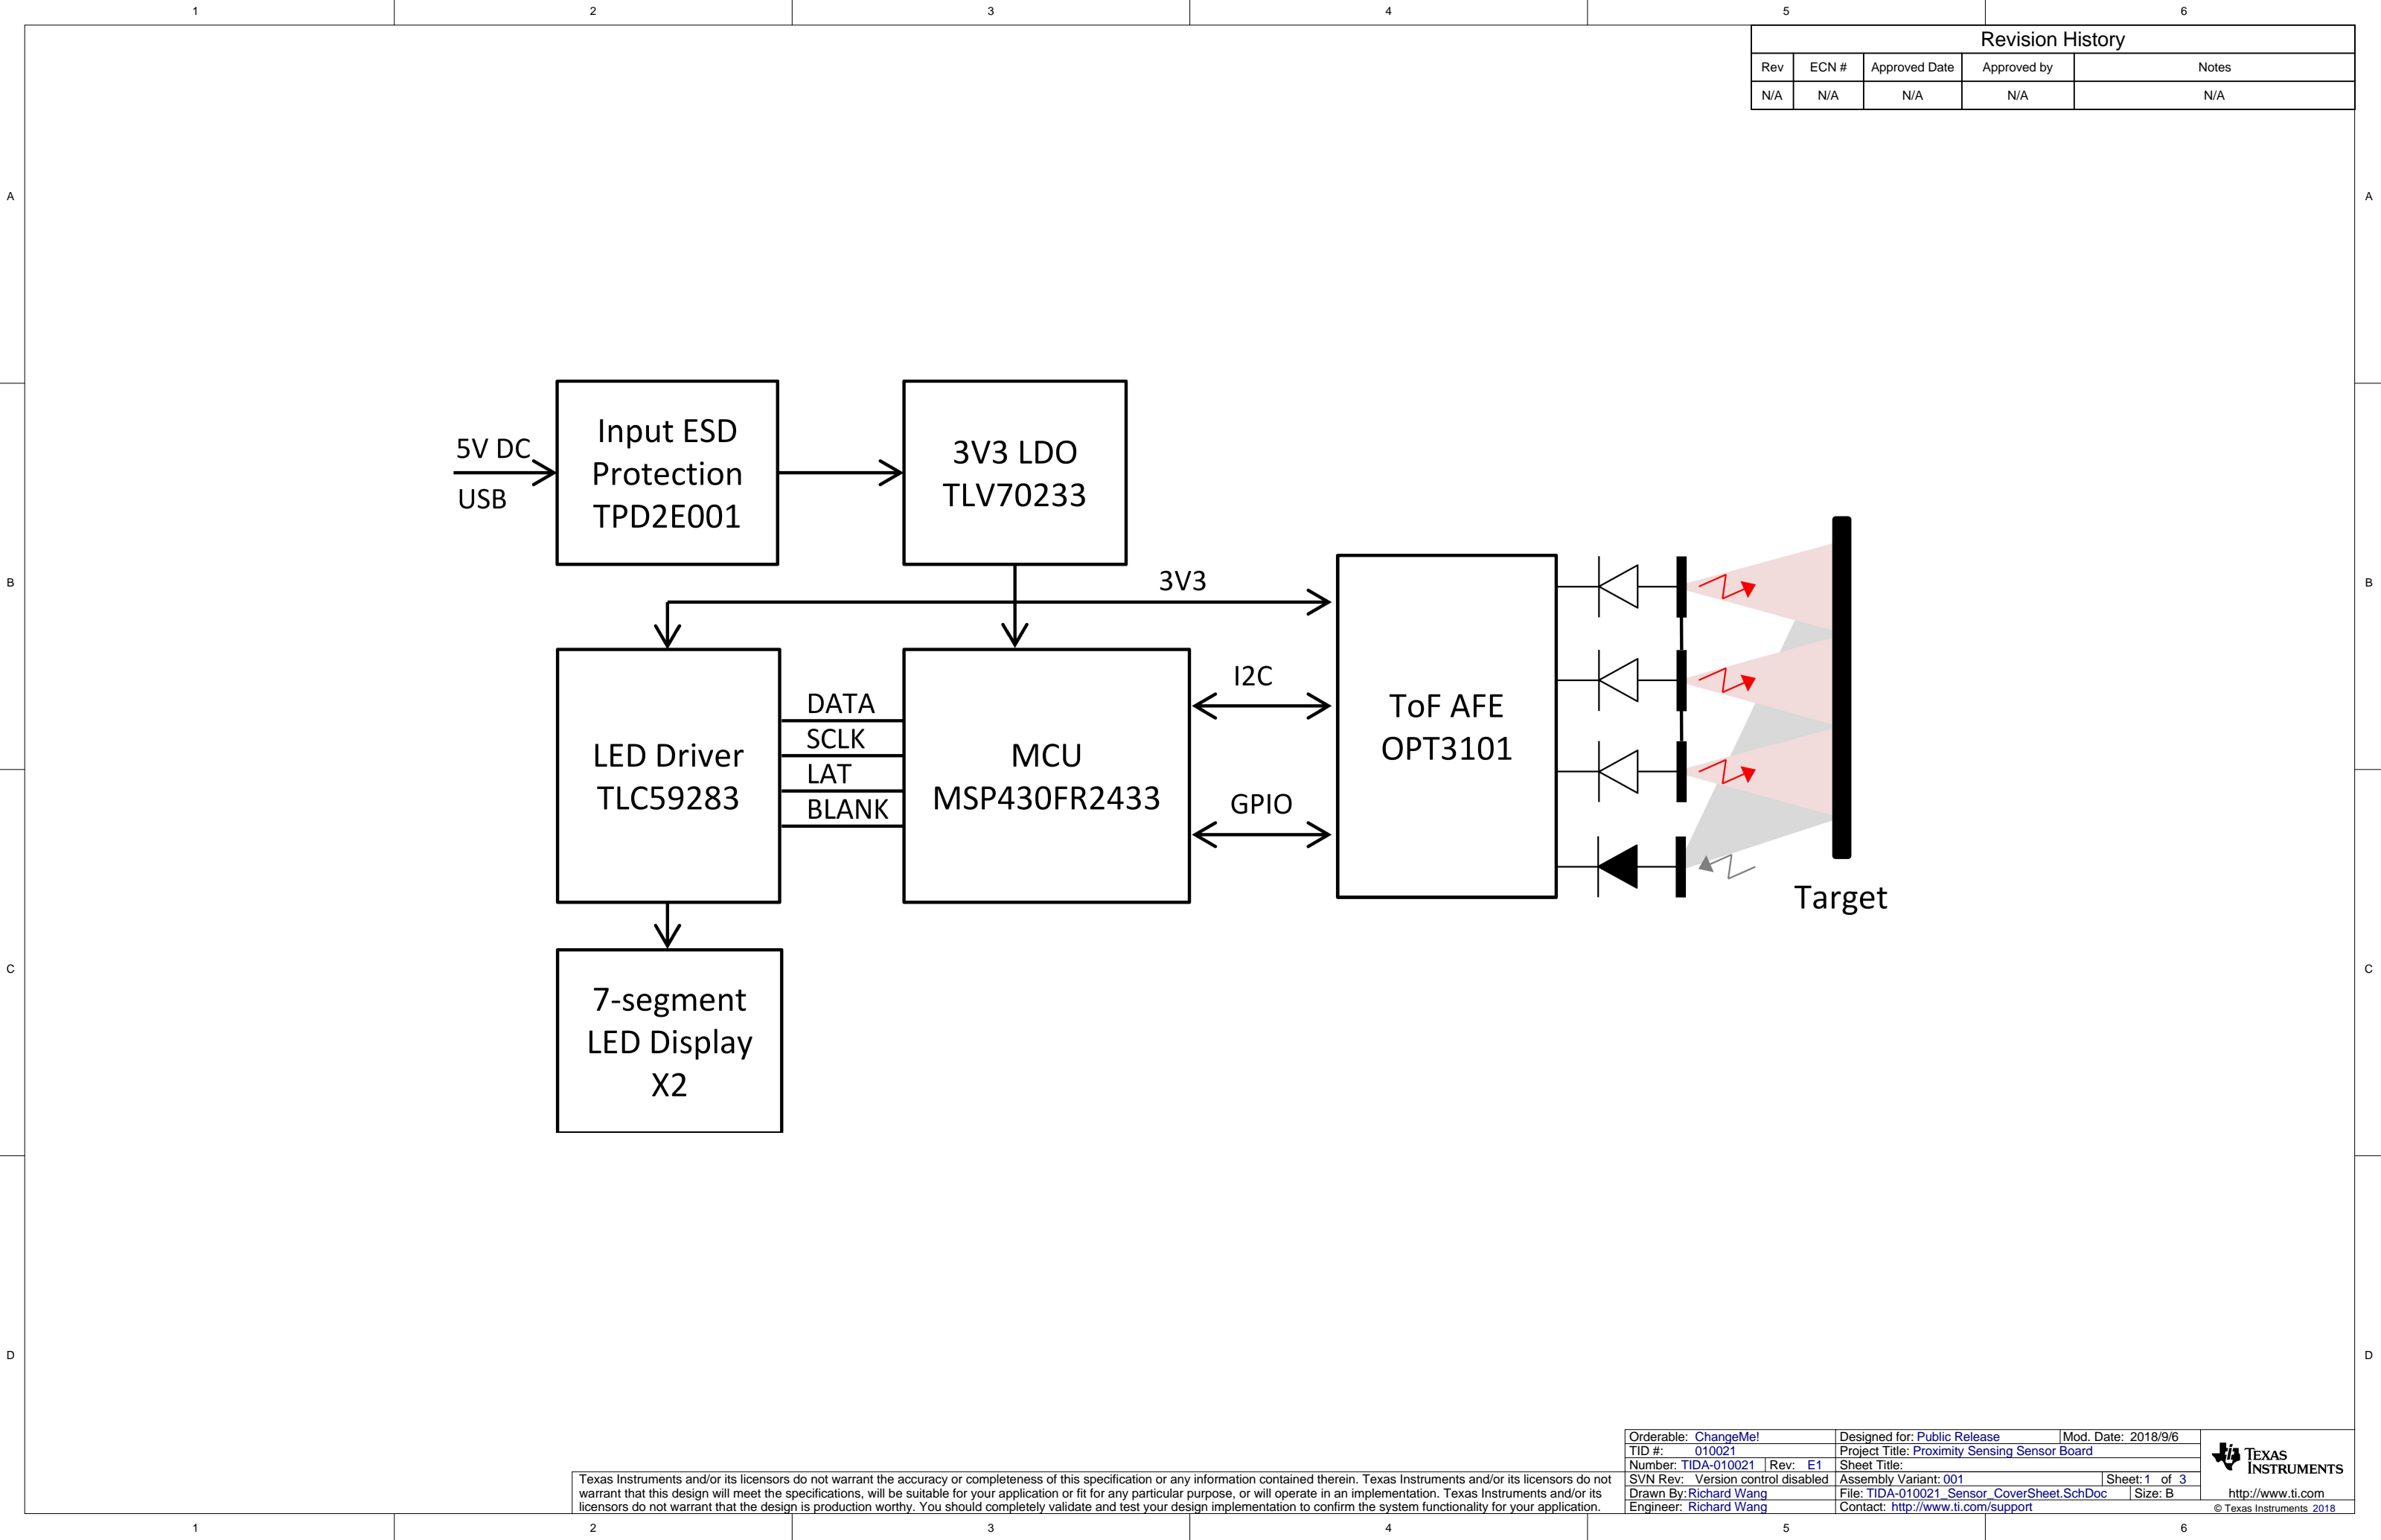 1 2 3 4 5 6
Revision History
Rev ECN # Approved Date Approved by Notes
N/A N/A N/A N/A N/A
A A
5V DC
USB
Input ESD
Protection
TPD2E001
3V3 LDO
TLV70233
3V3
B B
LED Driver
TLC59283
DATA
SCLK
LAT
BLANK
MCU
MSP430FR2433
I2C
GPIO
ToF AFE
OPT3101
Target
7-segment
LED Display
X2
C C
D D
Texas Instruments and/or its licensors do not warrant the accuracy or completeness of this specification or any information contained therein. Texas Instruments and/or its licensors do not
warrant that this design will meet the specifications, will be suitable for your application or fit for any particular purpose, or will operate in an implementation. Texas Instruments and/or its
licensors do not warrant that the design is production worthy. You should completely validate and test your design implementation to confirm the system functionality for your application.
Orderable: ChangeMe! Designed for: Public Release Mod. Date: 2018/9/6
TID #: 010021 Project Title: Proximity Sensing Sensor Board
Number: TIDA-010021 Rev: E1 Sheet Title:
SVN Rev: Version control disabled Assembly Variant: 001 Sheet: 1 of 3
Drawn By: Richard Wang File: TIDA-010021_Sensor_CoverSheet.SchDoc Size: B
Engineer: Richard Wang Contact: http://www.ti.com/support
TEXAS
INSTRUMENTS
http://www.ti.com
© Texas Instruments 2018
1 2 3 4 5 6